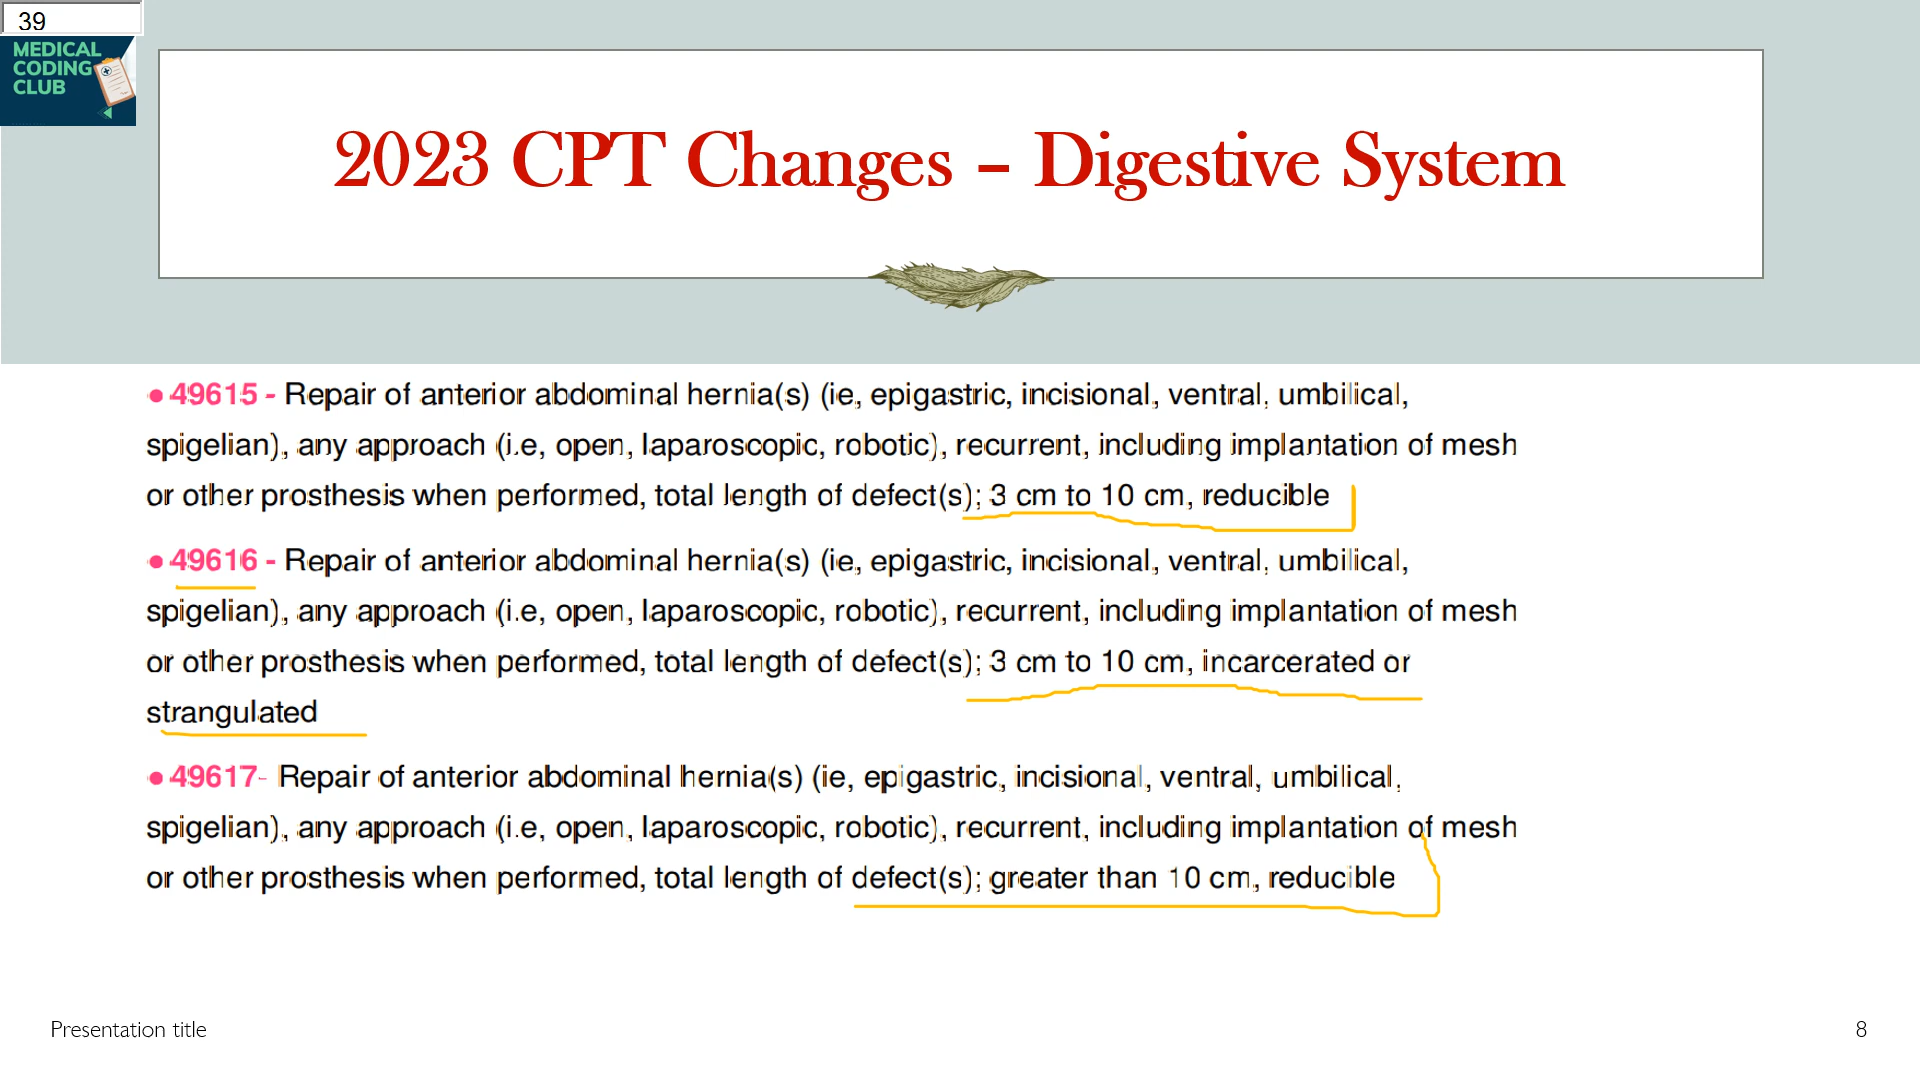 39
MEDICAL
CODING
CLUB
2023 CPT Changes – Digestive System
● 49615 - Repair of anterior abdominal hernia(s) (ie, epigastric, incisional, ventral, umbilical,
spigelian), any approach (i.e, open, laparoscopic, robotic), recurrent, including implantation of mesh
or other prosthesis when performed, total length of defect(s); 3 cm to 10 cm, reducible
● 49616 - Repair of anterior abdominal hernia(s) (ie, epigastric, incisional, ventral, umbilical,
spigelian), any approach (i.e, open, laparoscopic, robotic), recurrent, including implantation of mesh
or other prosthesis when performed, total length of defect(s); 3 cm to 10 cm, incarcerated or
strangulated
● 49617- Repair of anterior abdominal hernia(s) (ie, epigastric, incisional, ventral, umbilical,
spigelian), any approach (i.e, open, laparoscopic, robotic), recurrent, including implantation of mesh
or other prosthesis when performed, total length of defect(s); greater than 10 cm, reducible
Presentation title
8